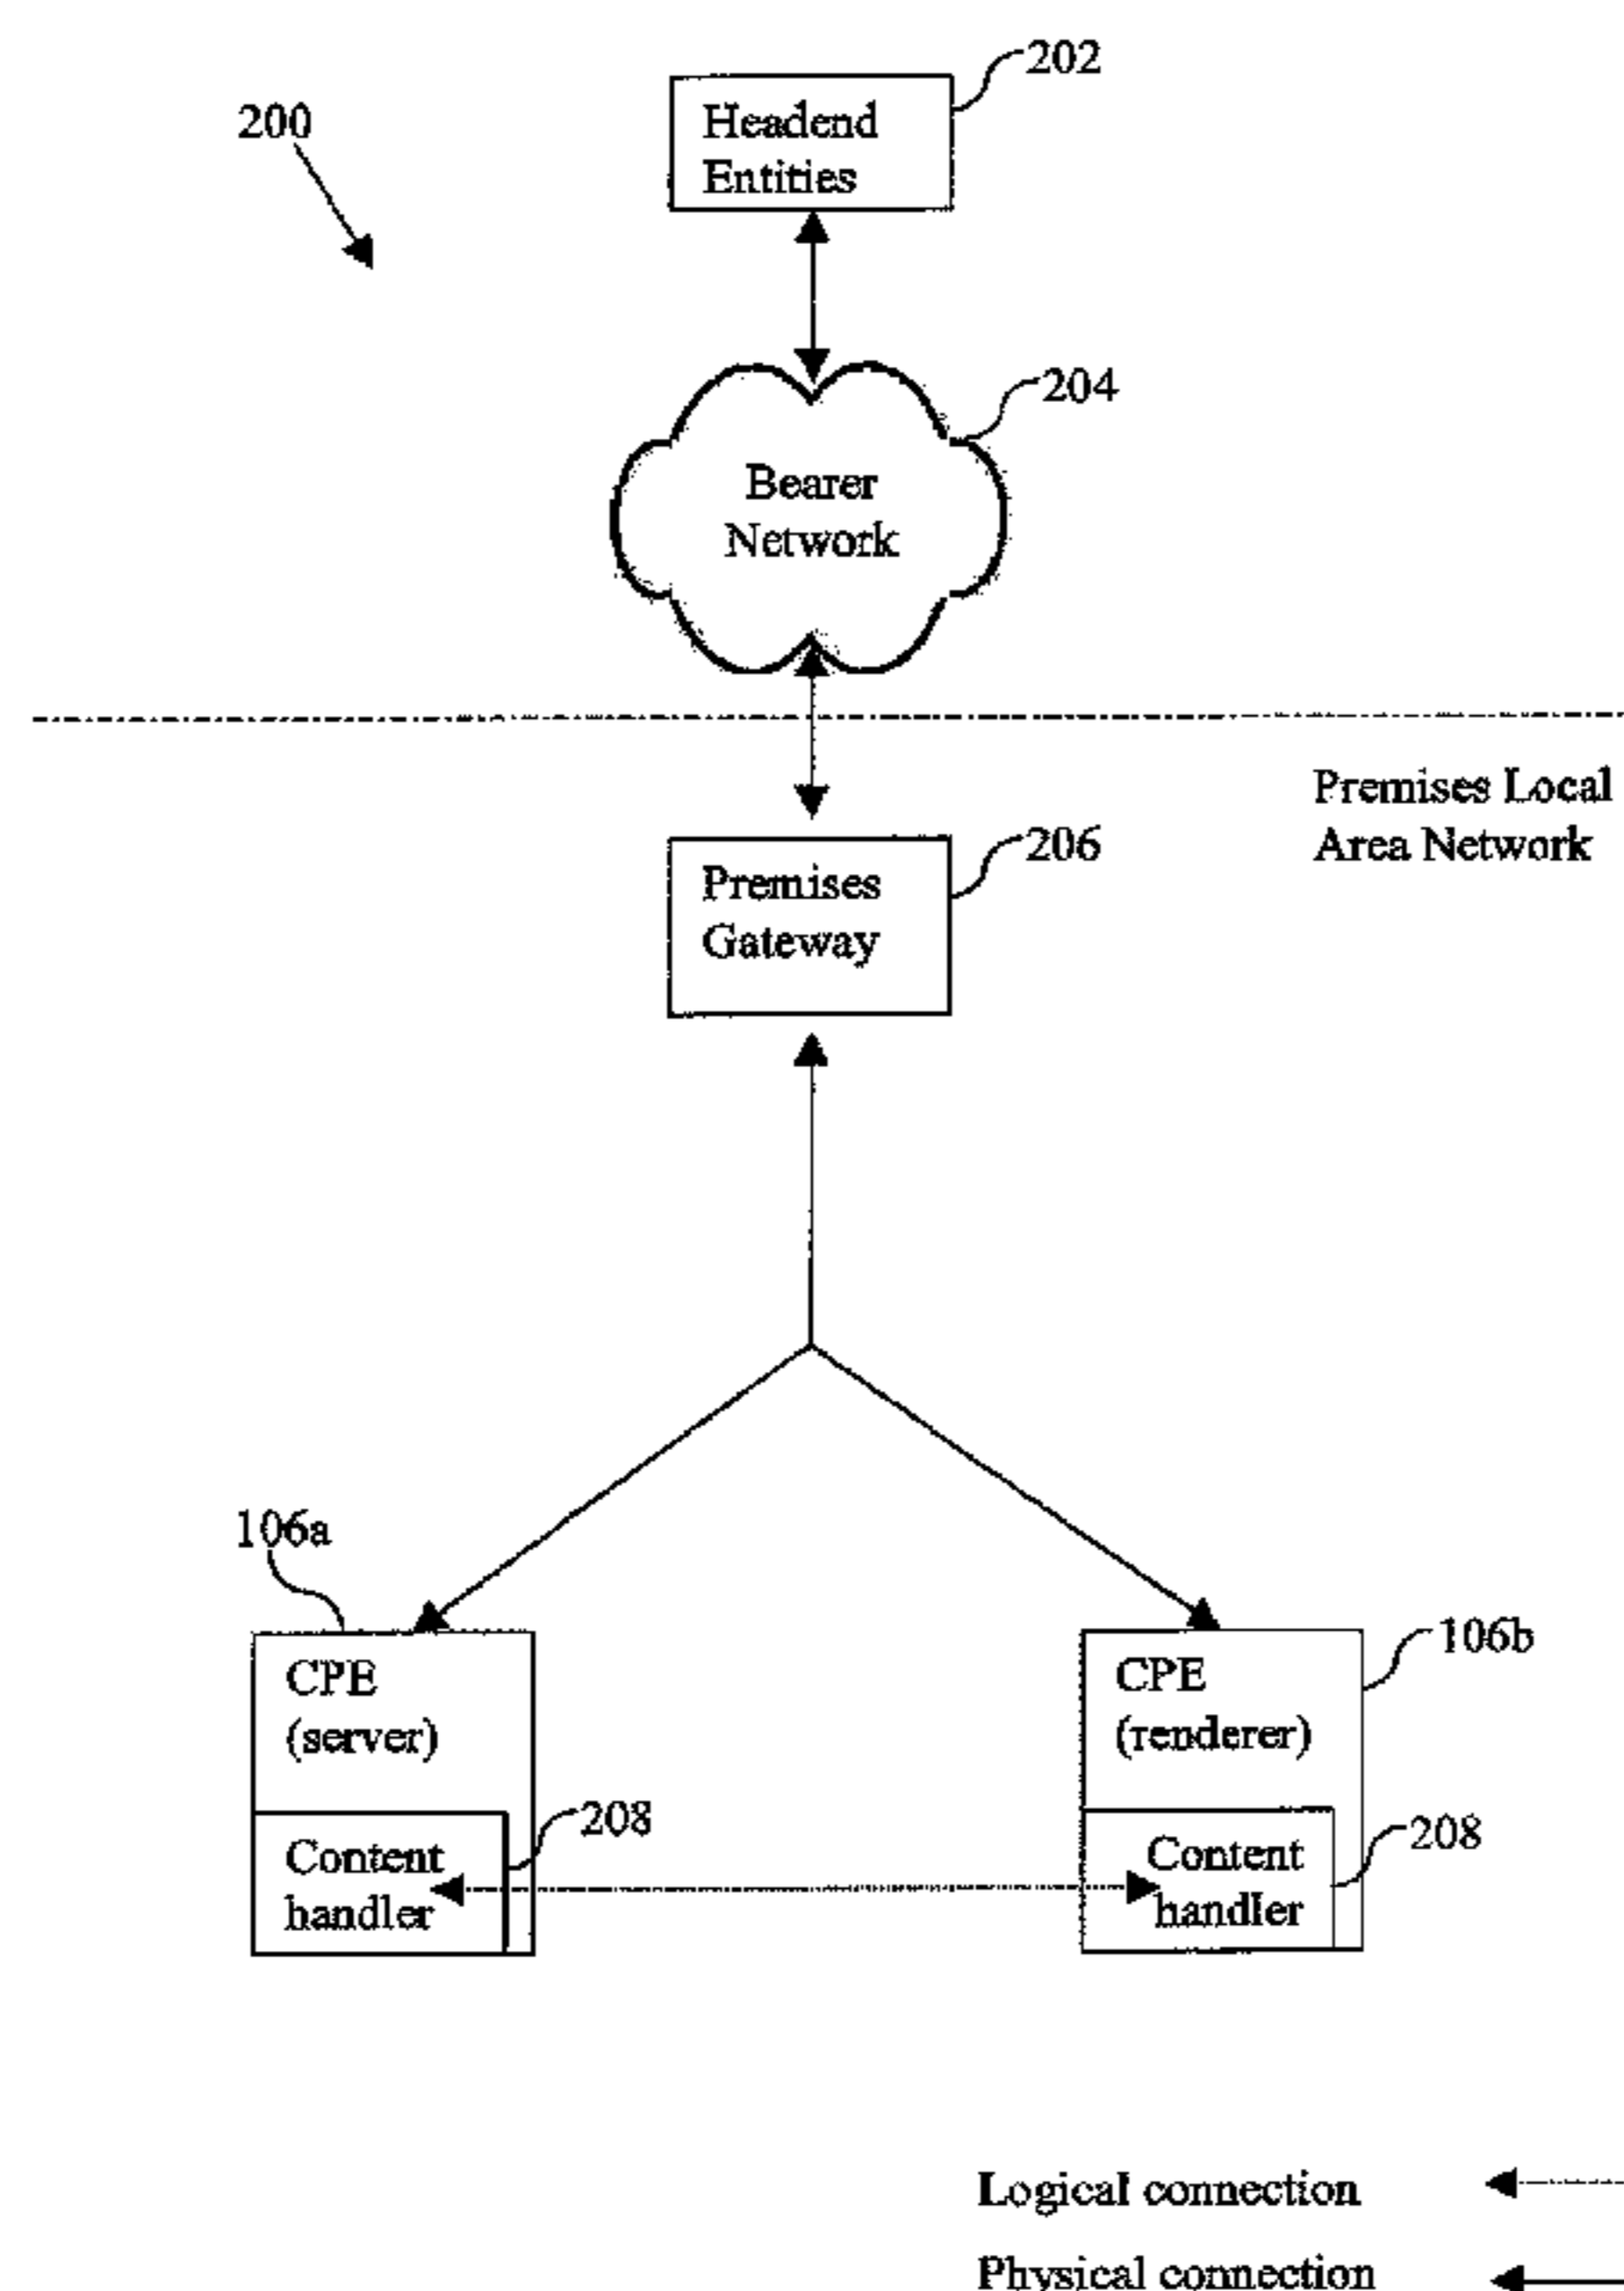 202
200
Headend
Entities
204
Bearer
Network
Premises Local
Area Network
206
Premises
Gateway
106a
106b
CPE
(server)
CPE
(renderer)
208
208
Content
handler
Content
handler
Logical connection
Physical connection